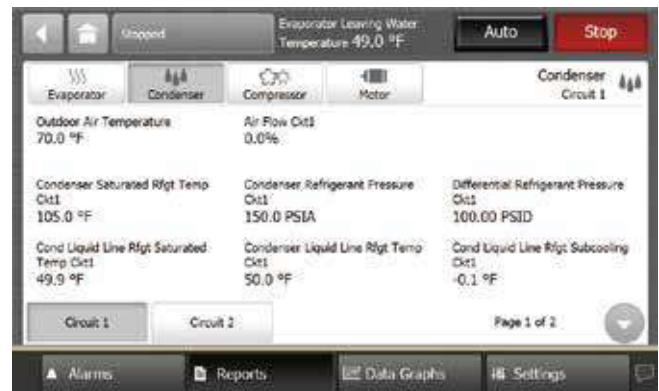 Stopped
Evaporator Leaving Water
Temperature 49.0 °F
Auto
Stop
Evaporator
Condenser
Compressor
Motor
Condenser
Circuit 1
Outdoor Air Temperature
70.0 °F
Air Flow Ckt1
0.0%
Condenser Saturated Rfgt Temp
Ckt1
105.0 °F
Condenser Refrigerant Pressure
Ckt1
150.0 PSIA
Differential Refrigerant Pressure
Ckt1
100.00 PSID
Cond Liquid Line Rfgt Saturated
Temp Ckt1
49.9 °F
Condenser Liquid Line Rfgt Temp
Ckt1
50.0 °F
Cond Liquid Line Rfgt Subcooling
Ckt1
-0.1 °F
Circuit 1
Circuit 2
Page 1 of 2
Alarms
Reports
Data Graphs
Settings